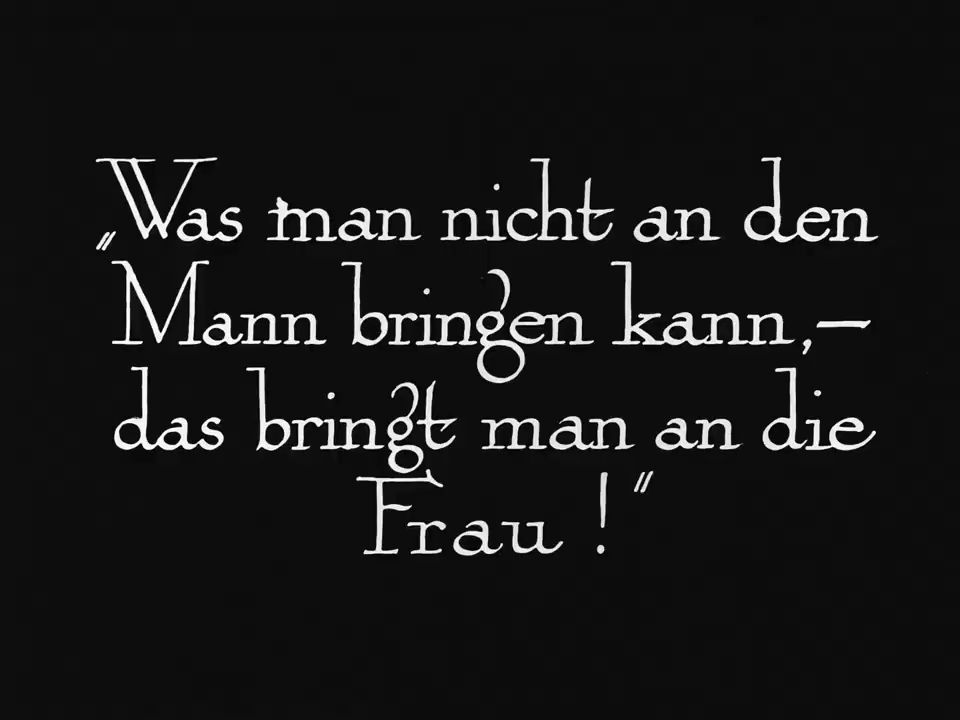 „Was man nicht an den
Mann bringen kann,—
das bringt man an die
Frau !"